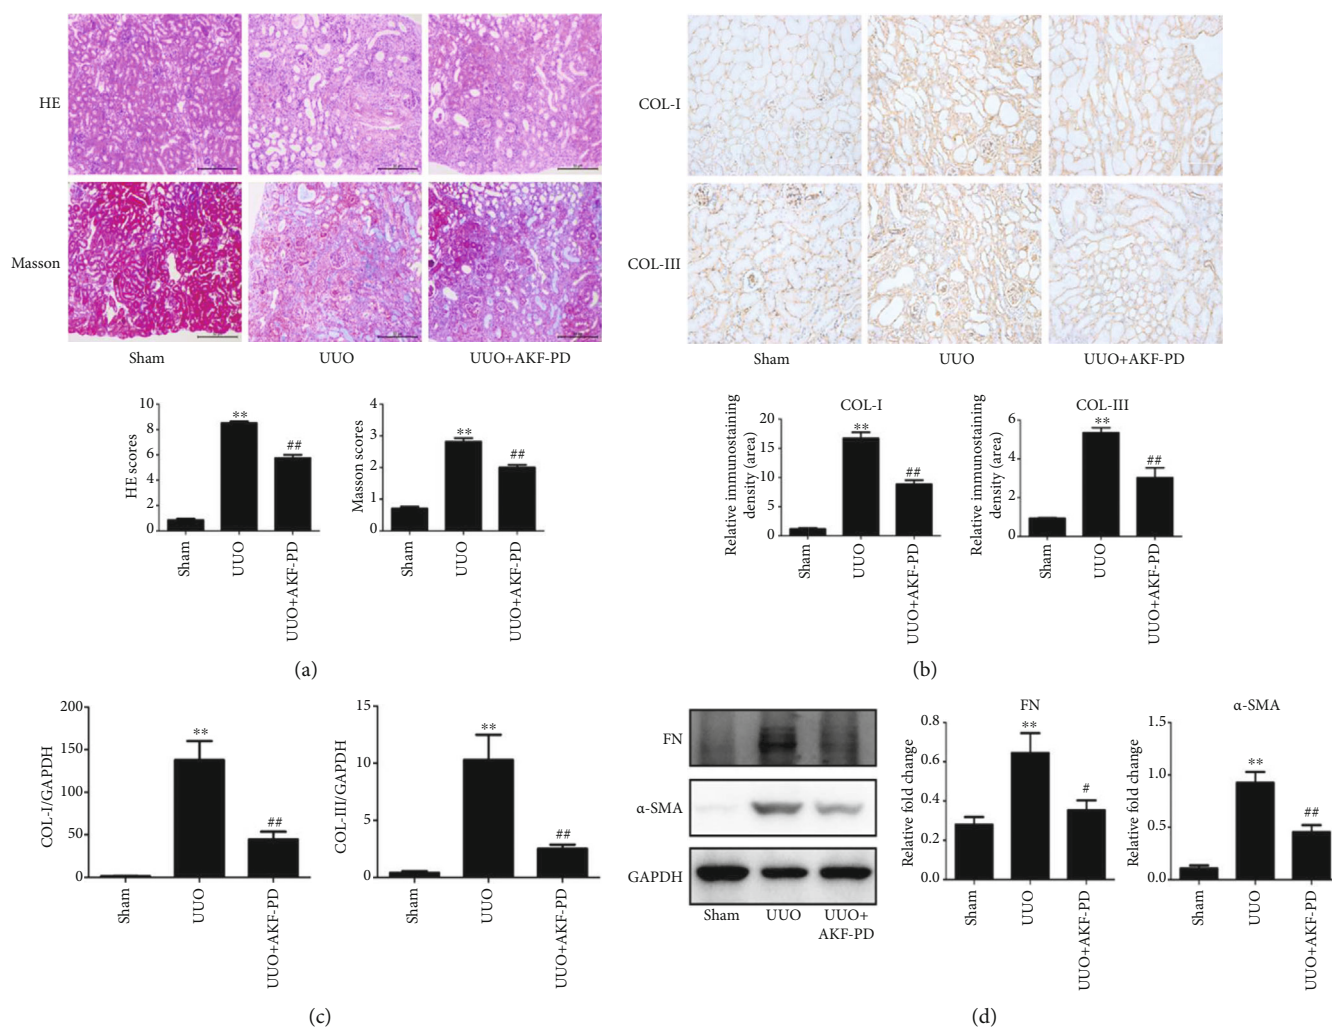 HE
Masson
Sham UUO UUO+AKF-PD
HE scores
10
8
6
4
2
0
**
##
Sham
UUO
UUO+AKF-PD
Masson scores
4
3
2
1
0
**
##
Sham
UUO
UUO+AKF-PD
(a)
COL-I
COL-III
Sham UUO UUO+AKF-PD
COL-I
Relative immunostaining
density (area)
20
15
10
5
0
**
##
Sham
UUO
UUO+AKF-PD
COL-III
Relative immunostaining
density (area)
6
4
2
0
**
##
Sham
UUO
UUO+AKF-PD
(b)
COL-I/GAPDH
200
150
100
50
0
**
##
Sham
UUO
UUO+AKF-PD
COL-III/GAPDH
15
10
5
0
**
##
Sham
UUO
UUO+AKF-PD
(c)
FN
α-SMA
GAPDH
Sham UUO UUO+
AKF-PD
FN
Relative fold change
0.8
0.6
0.4
0.2
0.0
**
#
Sham
UUO
UUO+AKF-PD
α-SMA
Relative fold change
1.5
1.0
0.5
0.0
**
##
Sham
UUO
UUO+AKF-PD
(d)